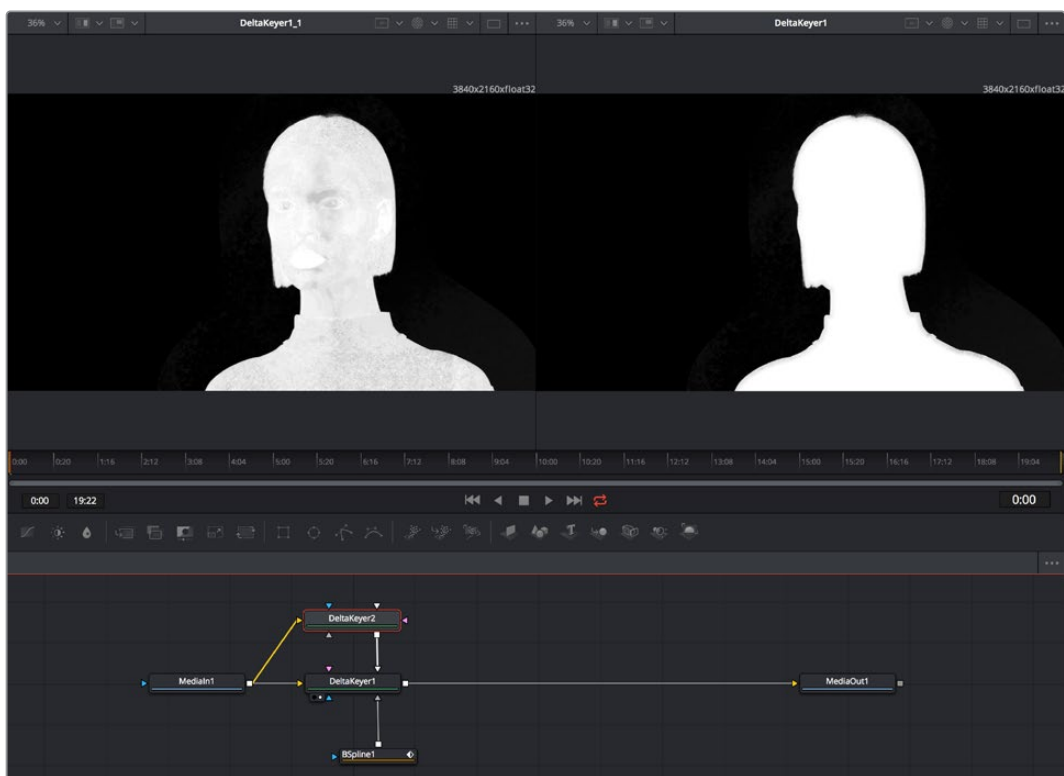 36% DeltaKeyer1_1 36% DeltaKeyer1
3840x2160xfloat32 3840x2160xfloat32
0:00 0:20 1:16 2:12 3:08 4:04 5:00 5:20 6:16 7:12 8:08 9:04 10:00 10:20 11:16 12:12 13:08 14:04 15:00 15:20 16:16 17:12 18:08 19:04
0:00 19:22 0:00
DeltaKeyer2
MediaIn1 DeltaKeyer1 MediaOut1
BSpline1